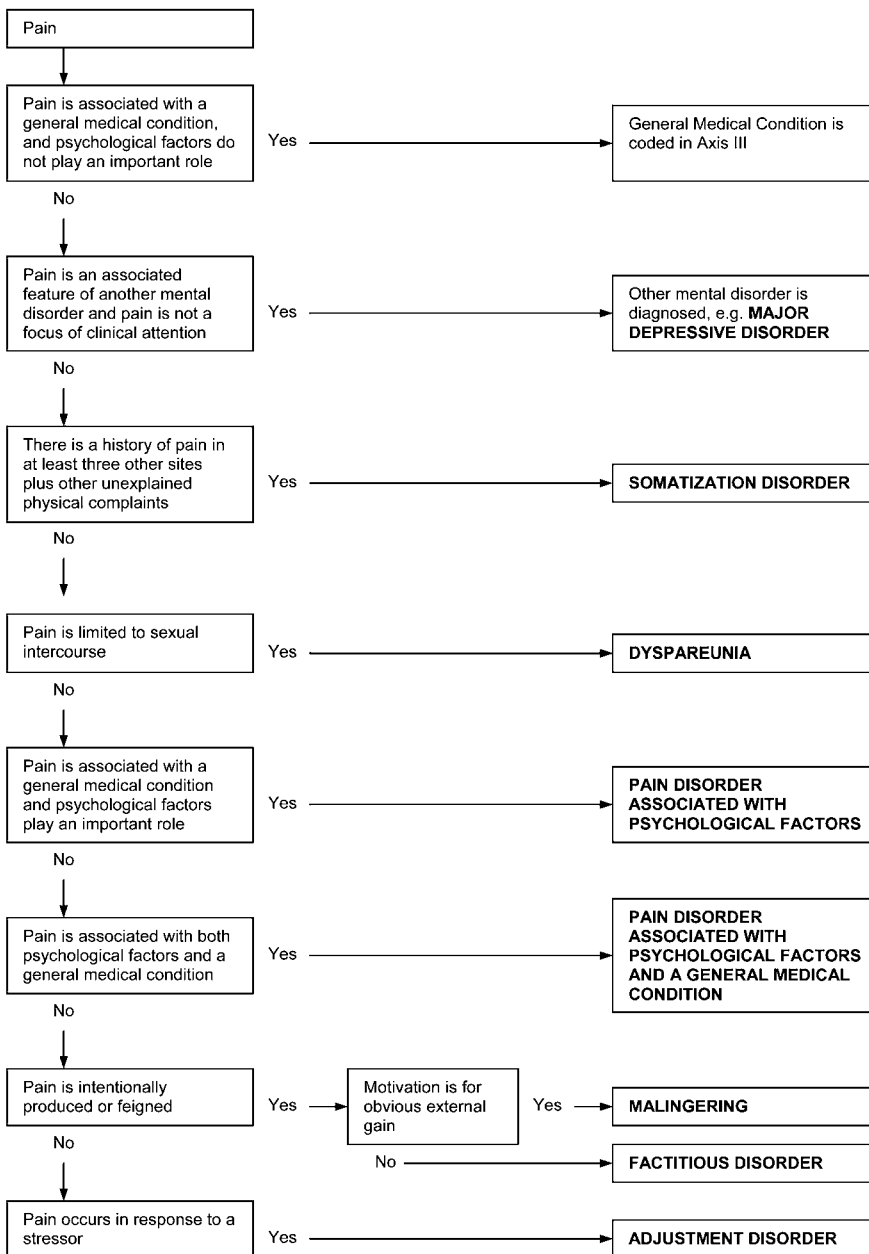 Pain
Pain is associated with a
general medical condition,
and psychological factors do
not play an important role
Yes
General Medical Condition is
coded in Axis III
No
Pain is an associated
feature of another mental
disorder and pain is not a
focus of clinical attention
Yes
Other mental disorder is
diagnosed, e.g. MAJOR
DEPRESSIVE DISORDER
No
There is a history of pain in
at least three other sites
plus other unexplained
physical complaints
Yes
SOMATIZATION DISORDER
No
Pain is limited to sexual
intercourse
Yes
DYSPAREUNIA
No
Pain is associated with a
general medical condition
and psychological factors
play an important role
Yes
PAIN DISORDER
ASSOCIATED WITH
PSYCHOLOGICAL FACTORS
No
Pain is associated with both
psychological factors and a
general medical condition
Yes
PAIN DISORDER
ASSOCIATED WITH
PSYCHOLOGICAL FACTORS
AND A GENERAL MEDICAL
CONDITION
No
Pain is intentionally
produced or feigned
Yes
Motivation is for
obvious external
gain
Yes
MALINGERING
No
FACTITIOUS DISORDER
No
Pain occurs in response to a
stressor
Yes
ADJUSTMENT DISORDER